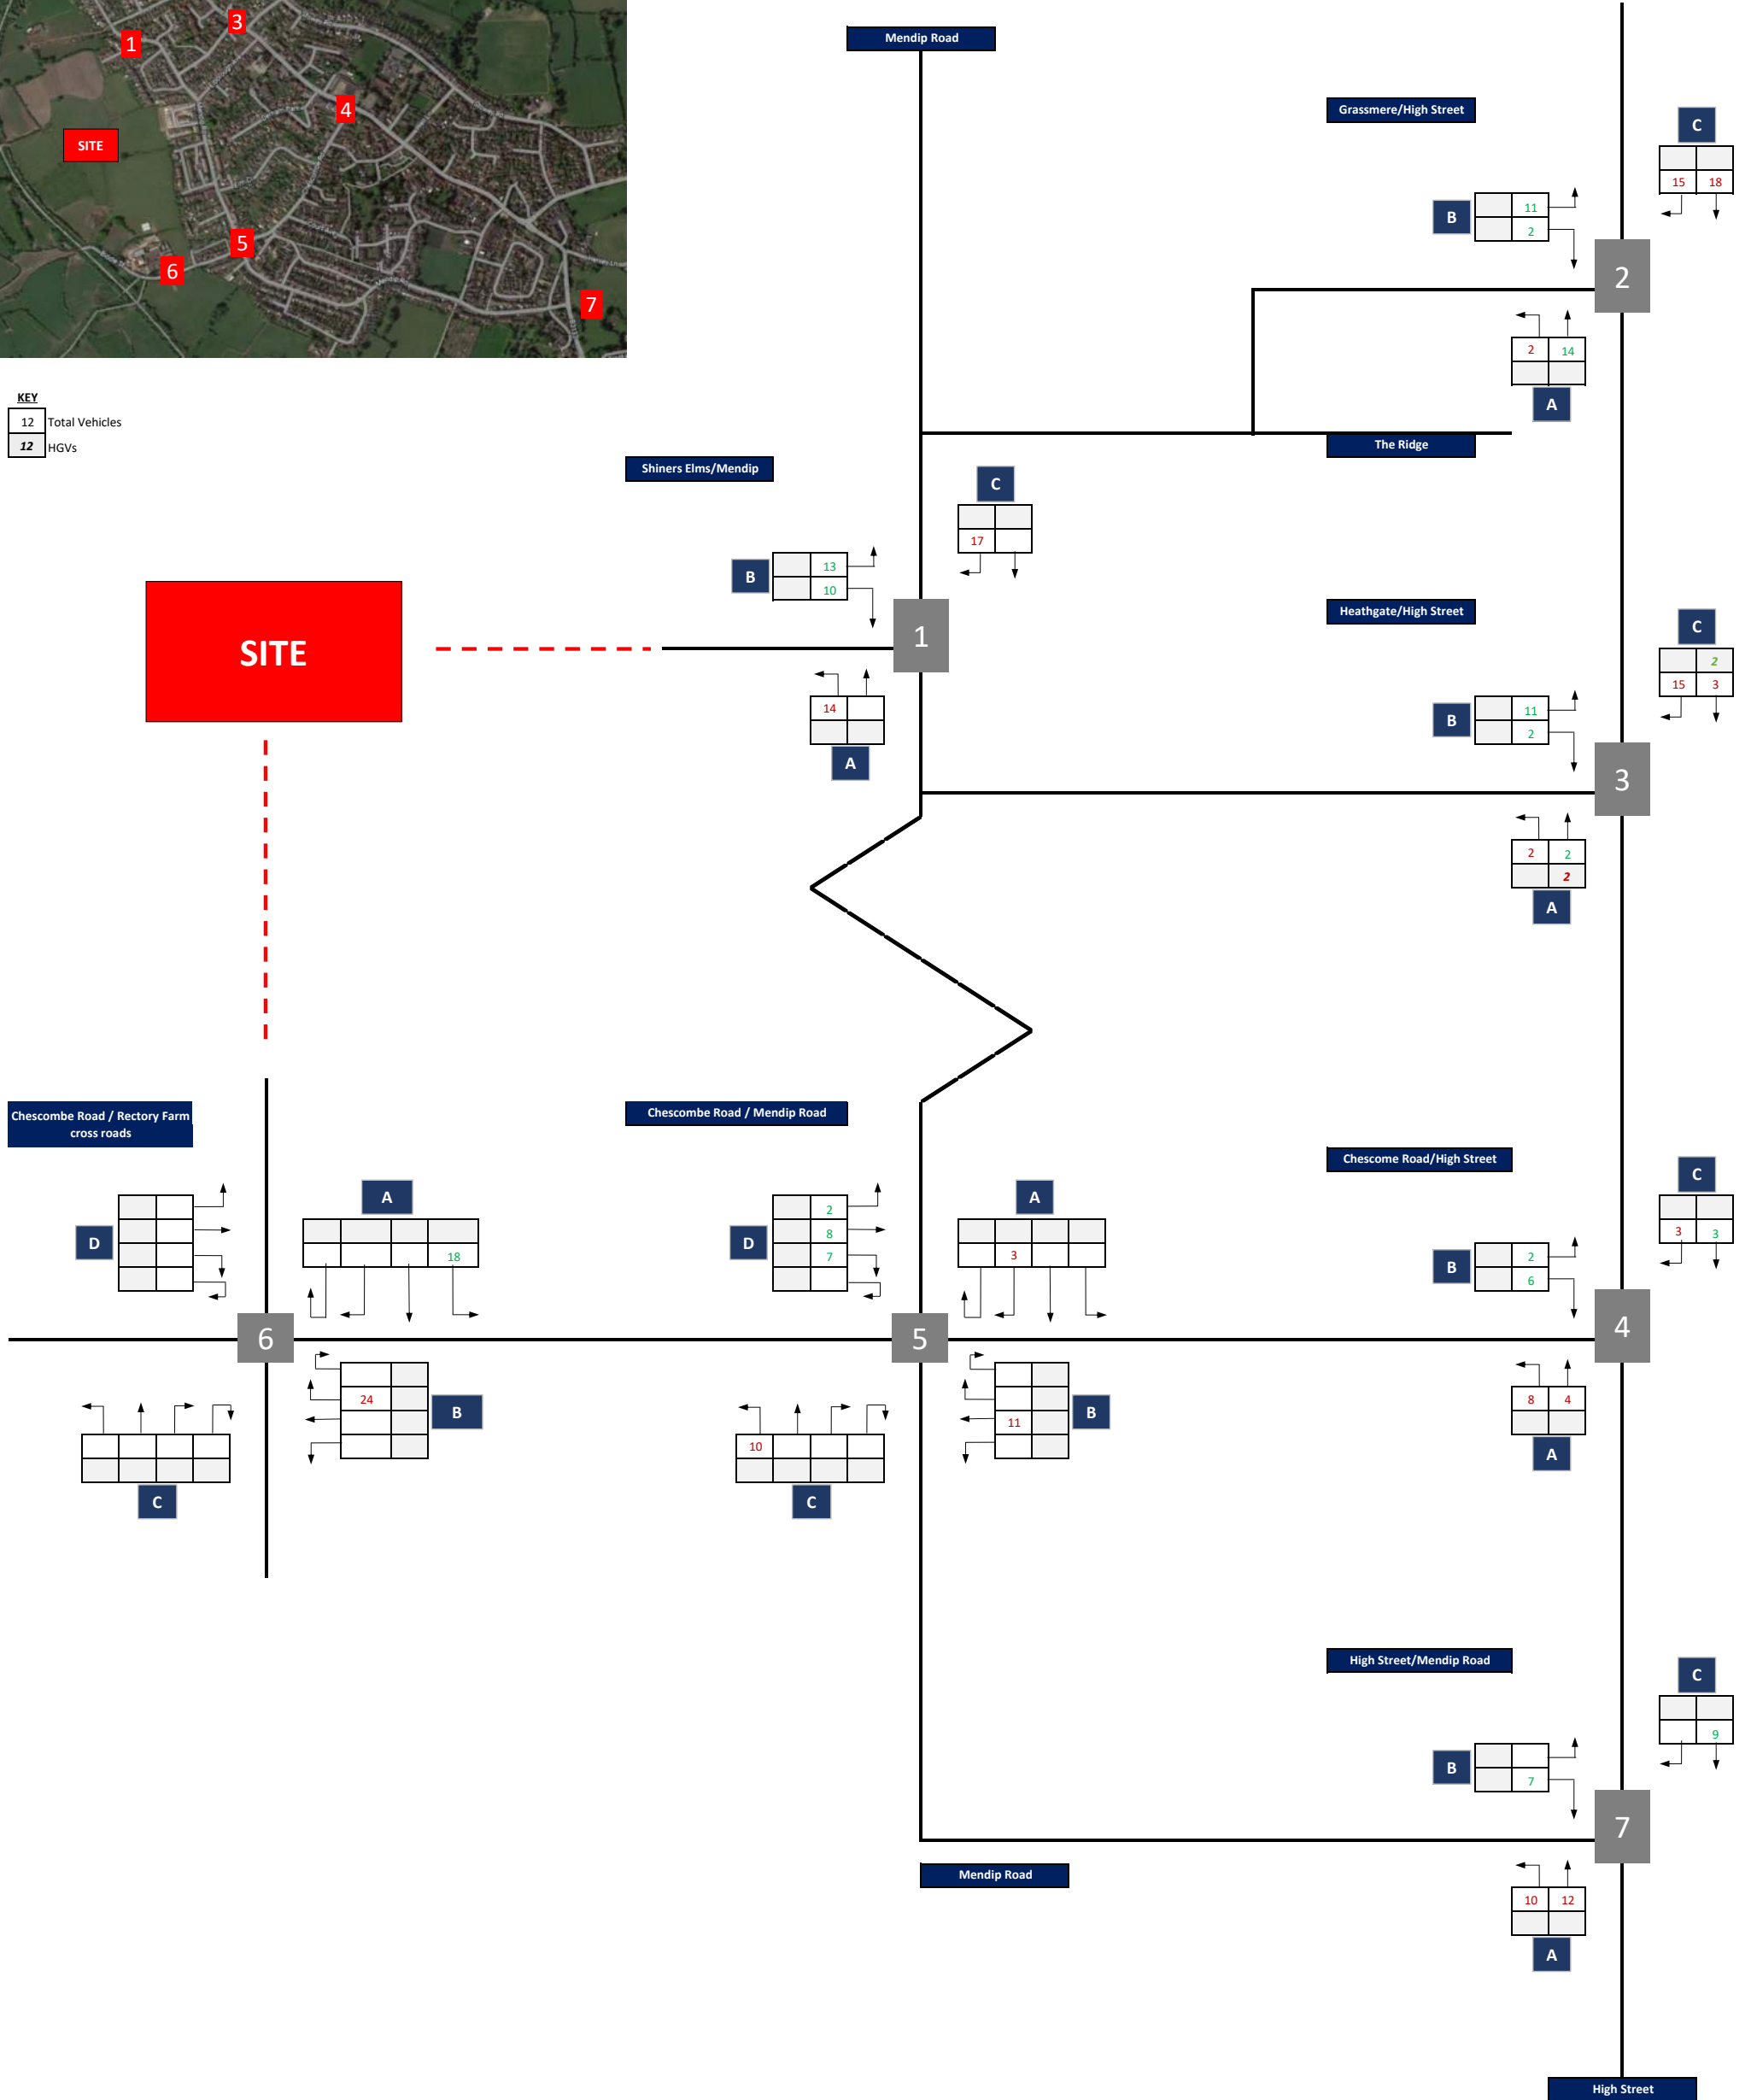 3
1
4
SITE
5
6
7
KEY
12 Total Vehicles
12 HGVs
Mendip Road
Grassmere/High Street
C
15 18
B
11
2
2
2 14
A
The Ridge
Shiners Elms/Mendip
C
17
B
13
10
1
14
A
SITE
Heathgate/High Street
C
2
15 3
B
11
2
3
2 2
2
A
Chescombe Road / Rectory Farm
cross roads
A
18
D
6
24
B
C
Chescombe Road / Mendip Road
A
3
D
2
8
7
5
11
B
10
C
Chescome Road/High Street
C
3 3
B
2
6
4
8 4
A
High Street/Mendip Road
C
9
B
7
7
Mendip Road
10 12
A
High Street